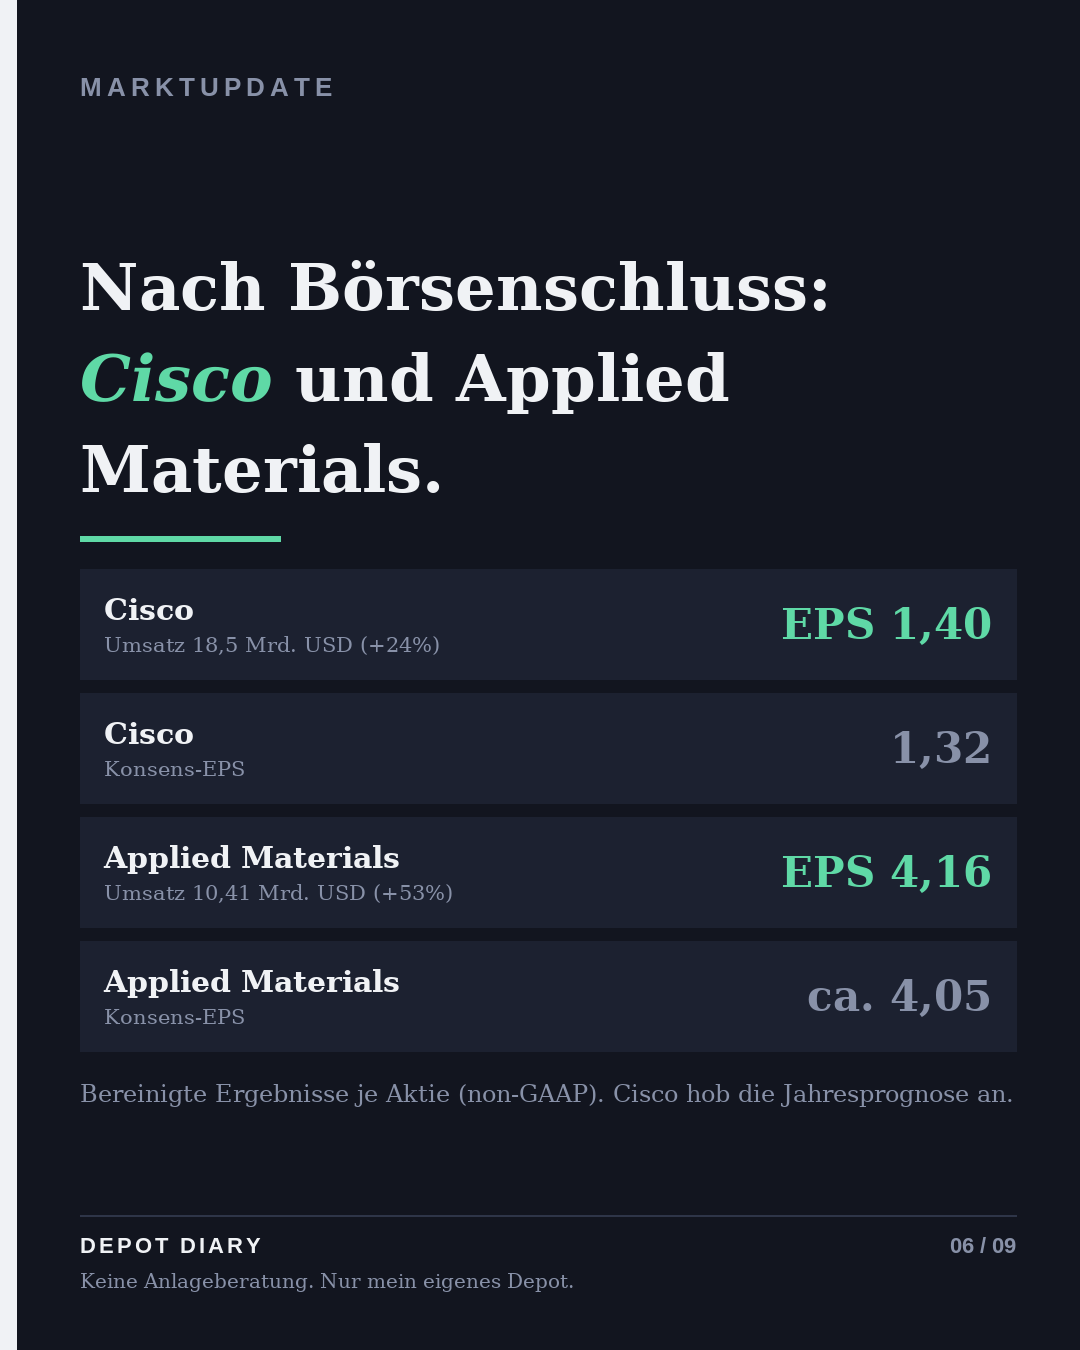 MARKTUPDATE
Nach Börsenschluss:
Cisco und Applied
Materials.
Cisco
Umsatz 18,5 Mrd. USD (+24%)
EPS 1,40
Cisco
Konsens-EPS
1,32
Applied Materials
Umsatz 10,41 Mrd. USD (+53%)
EPS 4,16
Applied Materials
Konsens-EPS
ca. 4,05
Bereinigte Ergebnisse je Aktie (non-GAAP). Cisco hob die Jahresprognose an.
DEPOT DIARY
06 / 09
Keine Anlageberatung. Nur mein eigenes Depot.